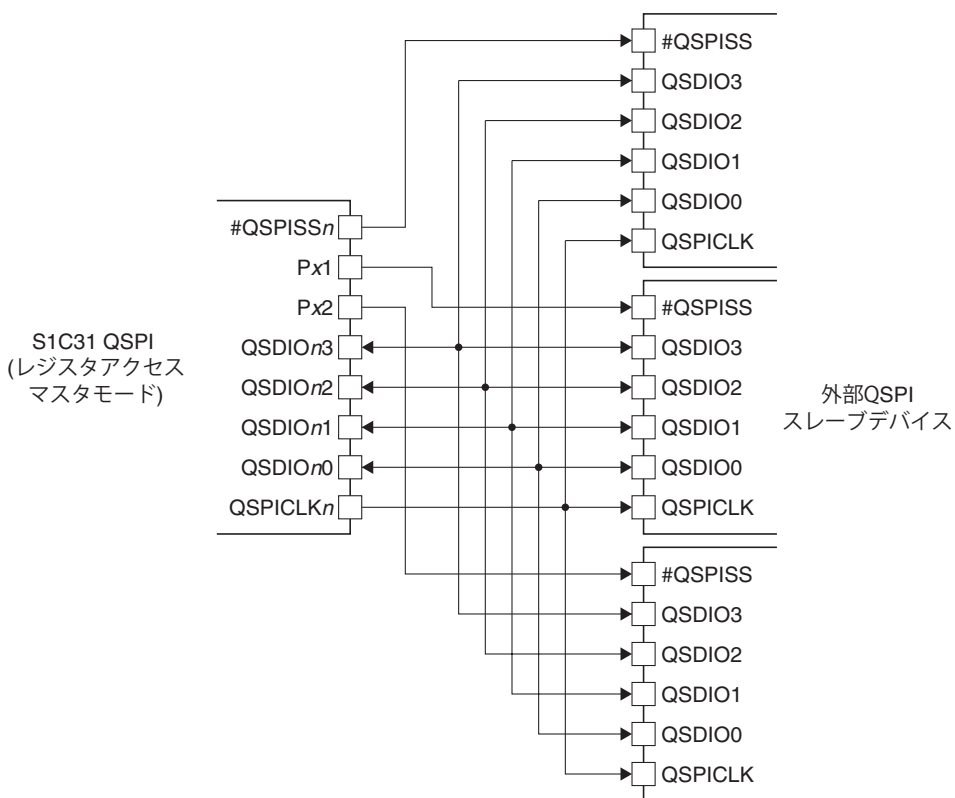 S1C31 QSPI
(レジスタアクセス
マスタモード)
#QSPISSn
Px1
Px2
QSDIOn3
QSDIOn2
QSDIOn1
QSDIOn0
QSPICLKn
#QSPISS
QSDIO3
QSDIO2
QSDIO1
QSDIO0
QSPICLK
#QSPISS
QSDIO3
QSDIO2
QSDIO1
QSDIO0
QSPICLK
#QSPISS
QSDIO3
QSDIO2
QSDIO1
QSDIO0
QSPICLK
外部QSPI
スレーブデバイス